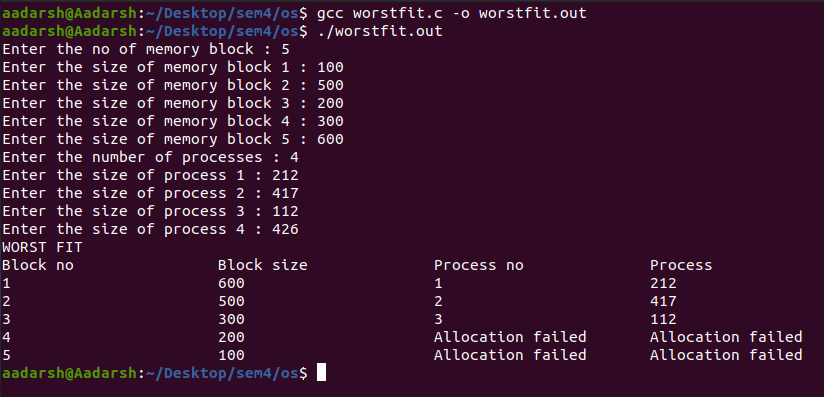 aadarsh@Aadarsh:~/Desktop/sem4/os$ gcc worstfit.c -o worstfit.out
aadarsh@Aadarsh:~/Desktop/sem4/os$ ./worstfit.out
Enter the no of memory block : 5
Enter the size of memory block 1 : 100
Enter the size of memory block 2 : 500
Enter the size of memory block 3 : 200
Enter the size of memory block 4 : 300
Enter the size of memory block 5 : 600
Enter the number of processes : 4
Enter the size of process 1 : 212
Enter the size of process 2 : 417
Enter the size of process 3 : 112
Enter the size of process 4 : 426
WORST FIT
Block no                Block size              Process no              Process
1                       600                     1                       212
2                       500                     2                       417
3                       300                     3                       112
4                       200                     Allocation failed       Allocation failed
5                       100                     Allocation failed       Allocation failed
aadarsh@Aadarsh:~/Desktop/sem4/os$